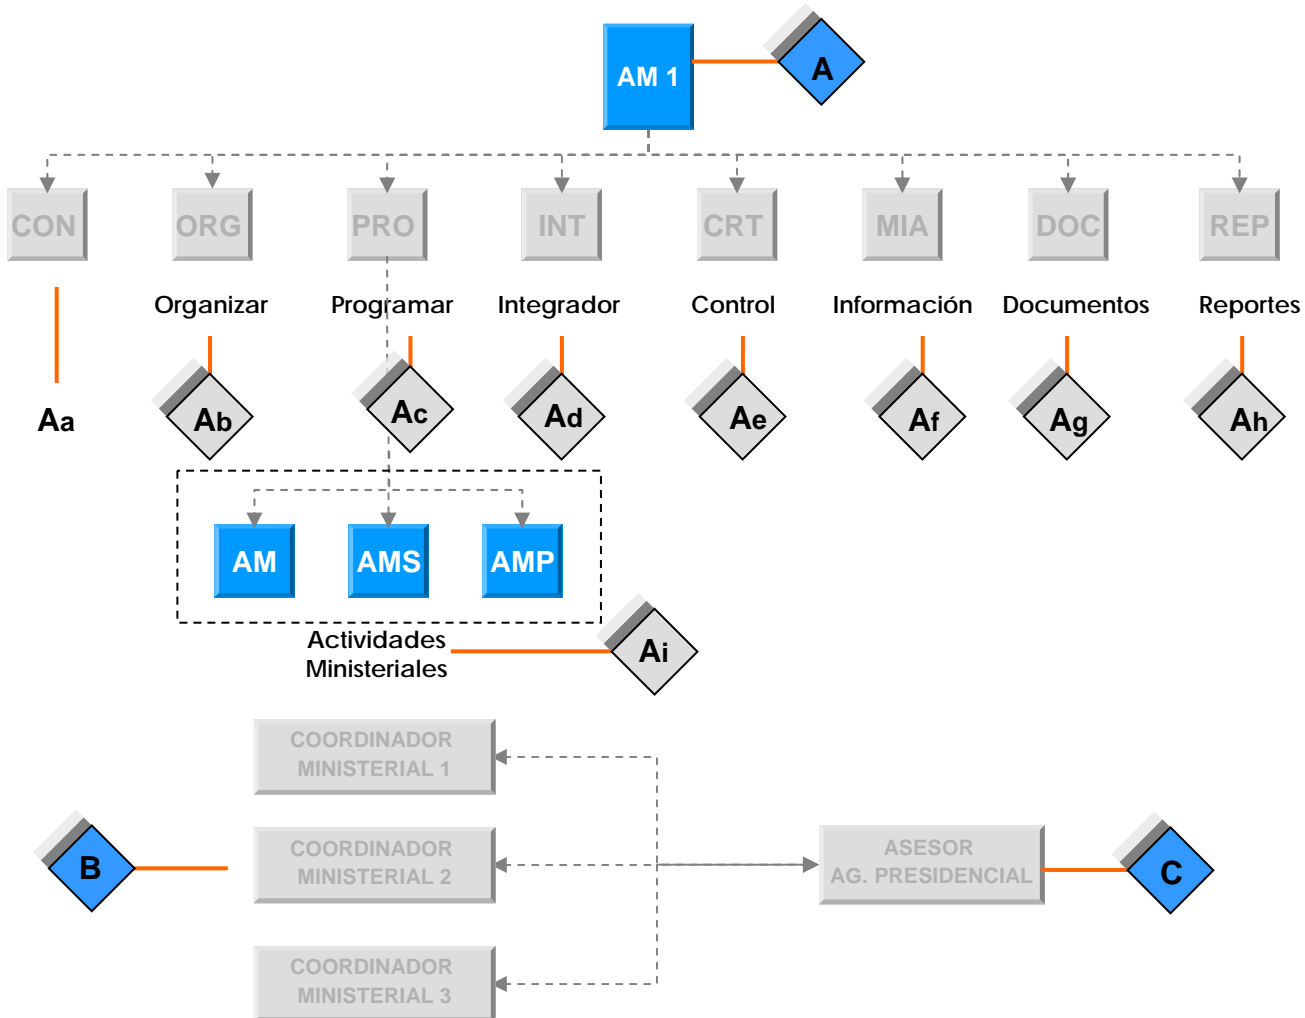 AM 1
A
CON
ORG
PRO
INT
CRT
MIA
DOC
REP
Organizar
Programar
Integrador
Control
Información
Documentos
Reportes
Aa
Ab
Ac
Ad
Ae
Af
Ag
Ah
AM
AMS
AMP
Actividades
Ministeriales
Ai
COORDINADOR
MINISTERIAL 1
B
COORDINADOR
MINISTERIAL 2
ASESOR
AG. PRESIDENCIAL
C
COORDINADOR
MINISTERIAL 3